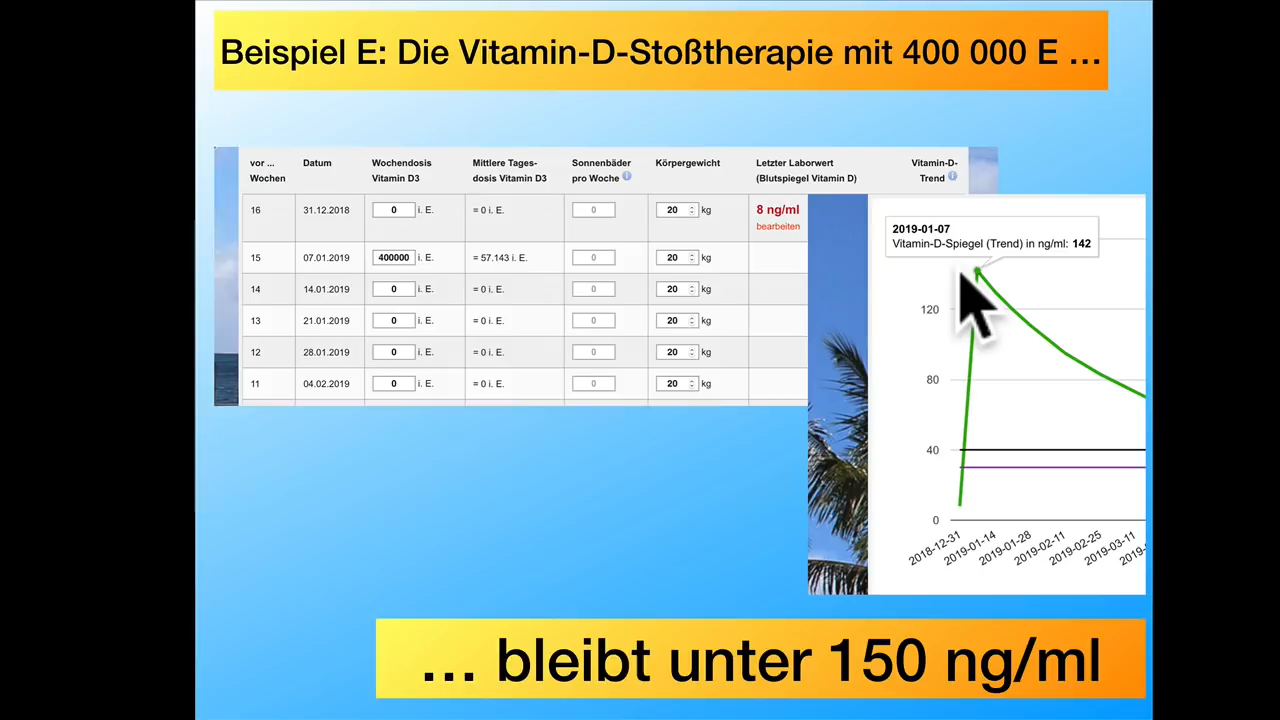 Beispiel E: Die Vitamin-D-Stoßtherapie mit 400 000 E ...
vor ... Wochen Datum Wochendosis Vitamin D3 Mittlere Tages-dosis Vitamin D3 Sonnenbäder pro Woche Körpergewicht Letzter Laborwert (Blutspiegel Vitamin D) Vitamin-D-Trend
16 31.12.2018 0 i. E. = 0 i. E. 0 20 kg 8 ng/ml
bearbeiten
15 07.01.2019 400000 i. E. = 57.143 i. E. 0 20 kg
14 14.01.2019 0 i. E. = 0 i. E. 0 20 kg
13 21.01.2019 0 i. E. = 0 i. E. 0 20 kg
12 28.01.2019 0 i. E. = 0 i. E. 0 20 kg
11 04.02.2019 0 i. E. = 0 i. E. 0 20 kg
2019-01-07
Vitamin-D-Spiegel (Trend) in ng/ml: 142
120
80
40
0
2018-12-31 2019-01-14 2019-01-28 2019-02-11 2019-02-25 2019-03-11 2019-
... bleibt unter 150 ng/ml